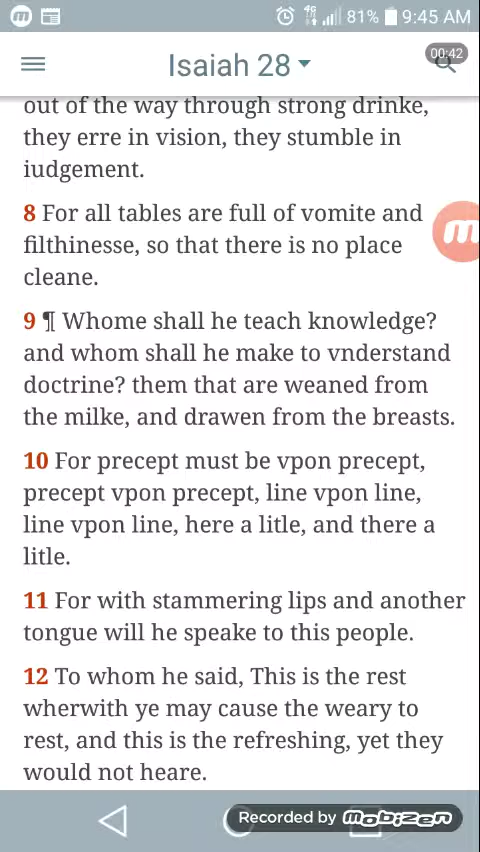 4G 81% 9:45 AM
Isaiah 28
00:42
out of the way through strong drinke,
they erre in vision, they stumble in
iudgement.
8 For all tables are full of vomite and
filthinesse, so that there is no place
cleane.
9 ¶ Whome shall he teach knowledge?
and whom shall he make to vnderstand
doctrine? them that are weaned from
the milke, and drawen from the breasts.
10 For precept must be vpon precept,
precept vpon precept, line vpon line,
line vpon line, here a litle, and there a
litle.
11 For with stammering lips and another
tongue will he speake to this people.
12 To whom he said, This is the rest
wherwith ye may cause the weary to
rest, and this is the refreshing, yet they
would not heare.
Recorded by mobizen